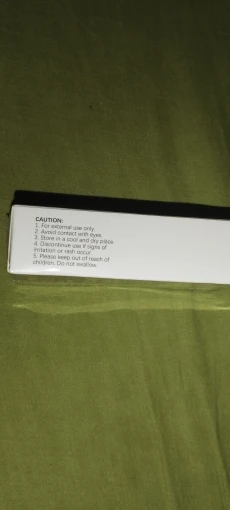 CAUTION:
1. For external use only.
2. Avoid contact with eyes.
3. Store in a cool and dry place.
4. Discontinue use if signs of
irritation or rash occur.
5. Please keep out of reach of
children. Do not swallow.